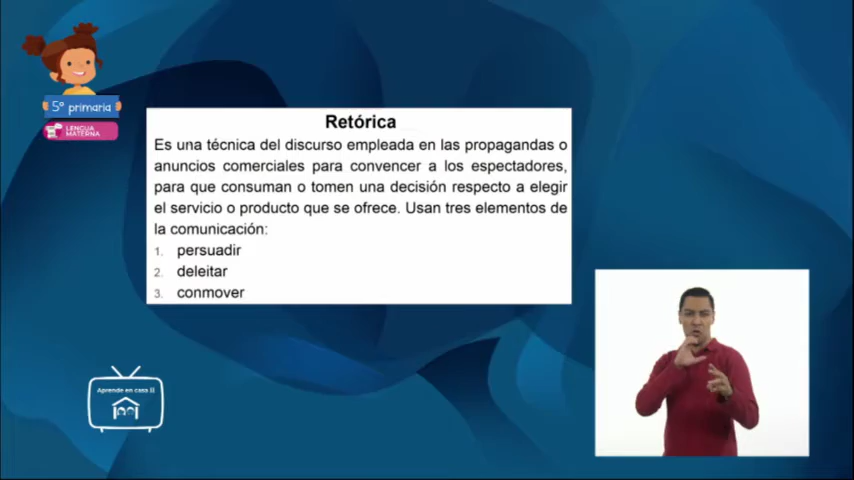 5º primaria
LENGUA
MATERNA
Retórica
Es una técnica del discurso empleada en las propagandas o
anuncios comerciales para convencer a los espectadores,
para que consuman o tomen una decisión respecto a elegir
el servicio o producto que se ofrece. Usan tres elementos de
la comunicación:
1. persuadir
2. deleitar
3. conmover
Aprende en casa II